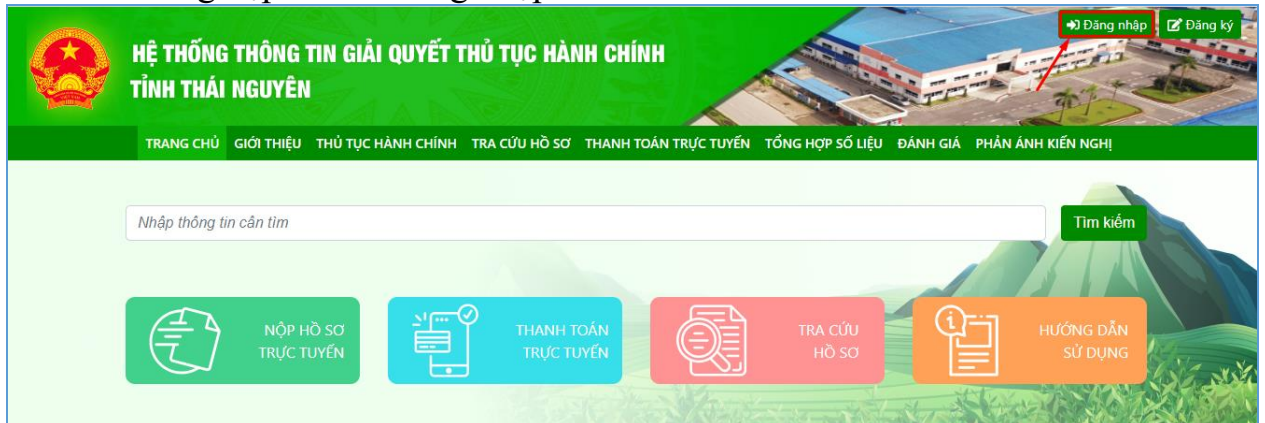 Đăng nhập
Đăng ký
HỆ THỐNG THÔNG TIN GIẢI QUYẾT THỦ TỤC HÀNH CHÍNH
TỈNH THÁI NGUYÊN
TRANG CHỦ GIỚI THIỆU THỦ TỤC HÀNH CHÍNH TRA CỨU HỒ SƠ THANH TOÁN TRỰC TUYẾN TỔNG HỢP SỐ LIỆU ĐÁNH GIÁ PHẢN ÁNH KIẾN NGHỊ
Nhập thông tin cần tìm
Tìm kiếm
NỘP HỒ SƠ
TRỰC TUYẾN
THANH TOÁN
TRỰC TUYẾN
TRA CỨU
HỒ SƠ
HƯỚNG DẪN
SỬ DỤNG